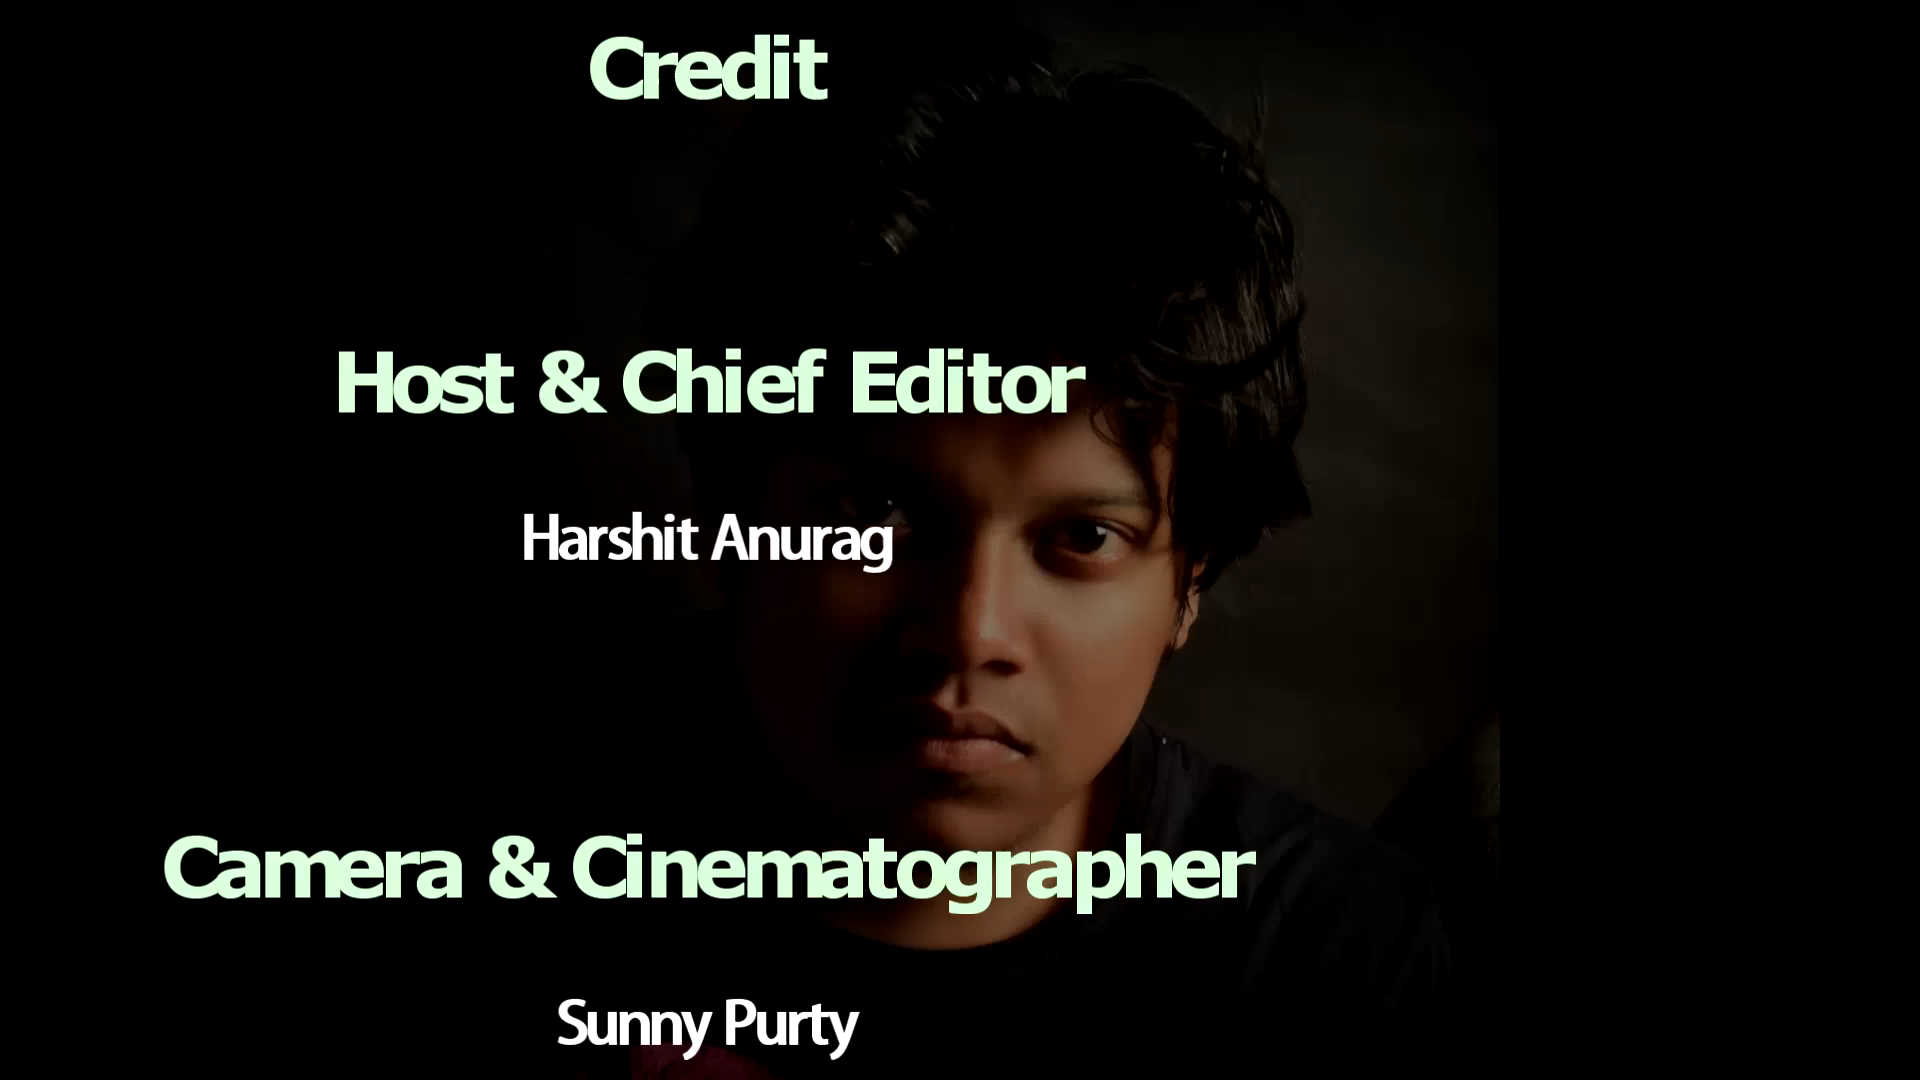 Credit
Host & Chief Editor
Harshit Anurag
Camera & Cinematographer
Sunny Purty